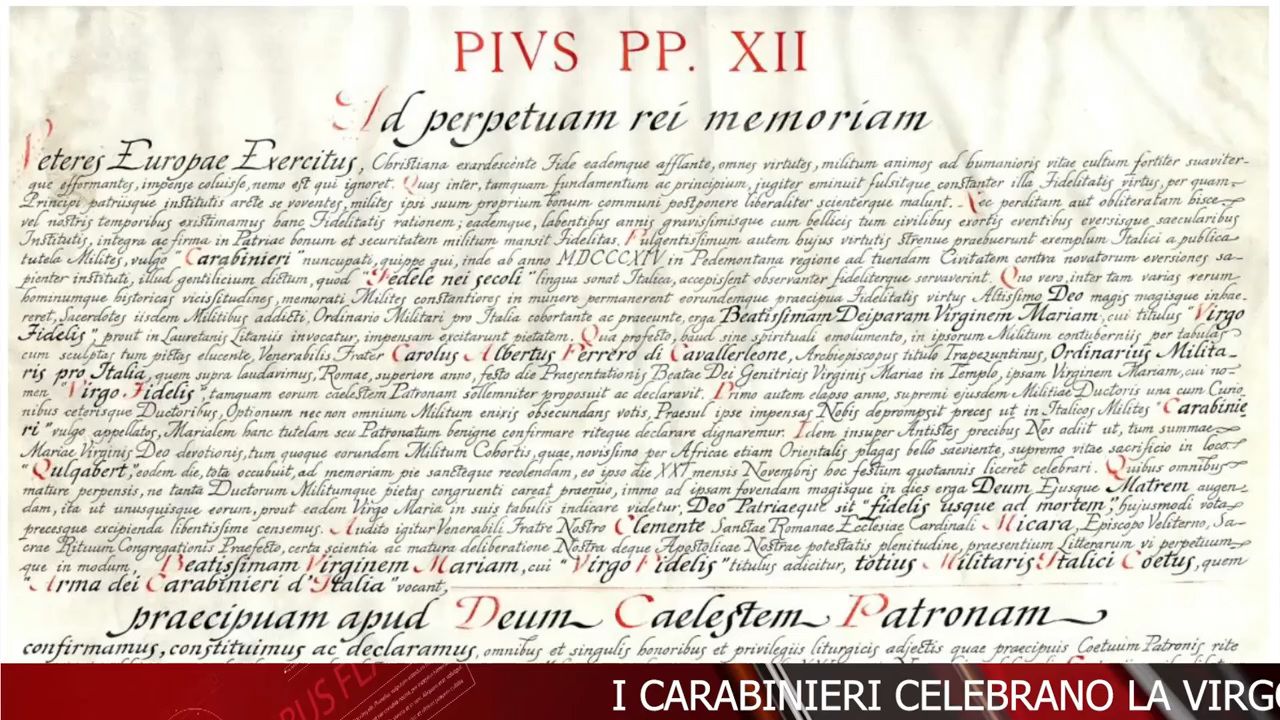 PIVS PP. XII
Ad perpetuam rei memoriam
Veteres Europae Exercitus, Christiana exardescente Fide eademque afflante, omnes virtutes, militum animos ad humanioris vitae cultum fortiter suaviter-
que efformantes, impense coluisse, nemo est qui ignoret. Quas inter, tamquam fundamentum ac principium, jugiter eminuit fulsitque constanter illa Fidelitatis virtus, per quam
Principi patriisque institutis arcte devoventes, milites ipsi suum proprium bonum communi postponere liberaliter scienterque malunt. Nec perditam aut obliteratam hisce
vel nostris temporibus existimamus hanc Fidelitatis rationem; eademque, labentibus annis gravissimisque cum bellicis tum civilibus exortis eventibus eversisque saecularibus
Institutis, integra ac firma in Patriae bonum et securitatem militum mansit Fidelitas. Fulgentissimum autem hujus virtutis strenue praebuerunt exemplum Italici a publica
tutela Milites, vulgo "Carabinieri" nuncupati, quippe qui, inde ab anno MDCCCXIV in Pedemontana regione ad tuendam Civitatem contra novatorum eversiones sa-
pienter instituti, illud gentilicium dictum, quod "Fedele nei secoli" lingua sonat Italica, accepissent observanter fideliterque servaverint. Quo vero, inter tam varias rerum
hominumque historicas vicissitudines, memorati Milites constantiores in munere permanerent eorundemque praecipua Fidelitatis virtus Altissimo Deo magis magisque inhae-
reret, Sacerdotes iisdem Militibus addicti, Ordinario Militari pro Italia cohortante ac praeeunte, erga Beatissimam Deiparam Virginem Mariam, cui titulus "Virgo
Fidelis", prout in Lauretanis Litaniis invocatur, impensam excitarunt pietatem. Qua profecto, haud sine spirituali emolumento, in ipsorum Militum contuberniis per tabulas
cum sculptas tum pictas elucente, Venerabilis Frater Carolus Albertus Ferrero di Cavallerleone, Archiepiscopus titulo Trapezuntinus, Ordinarius Milita-
ris pro Italia, quem supra laudavimus, Romae, superiore anno, festo die Praesentationis Beatae Dei Genitricis Virginis Mariae in Templo, ipsam Virginem Mariam, cui no-
men "Virgo Fidelis", tamquam eorum caelestem Patronam sollemniter proposuit ac declaravit. Primo autem elapso anno, supremi ejusdem Militiae Ductoris una cum Curio
nibus ceterisque Ductoribus, Optionum nec non omnium Militum enixis obsecundans votis, Praesul ipse impensas Nobis deprompsit preces ut in Italicos Milites "Carabinie
ri" vulgo appellatos, Marialem hanc tutelam seu Patronatum benigne confirmare riteque declarare dignaremur. Idem insuper Antistes precibus Nos adiit ut, tum summae
Mariae Virginis Deo devotionis, tum quoque eorundem Militum Cohortis, quae, novissimo per Africae etiam Orientalis plagas bello saeviente, supremo vitae sacrificio in loco
"Qulqabert", eodem die, tota occubuit, ad memoriam pie sancteque recolendam, eo ipso die XXI mensis Novembris hoc festum quotannis liceret celebrari. Quibus omnibus
mature perpensis, ne tanta Ductorum Militumque pietas congruenti careat praemio, immo ad ipsam fovendam magisque in dies erga Deum Ejusque Matrem augen-
dam, ita ut unusquisque eorum, prout eadem Virgo Maria in suis tabulis indicare videtur, Deo Patriaeque sit "fidelis usque ad mortem", hujusmodi vota
precesque excipienda libentissime censemus. Audito igitur Venerabili Fratre Nostro Clemente Sanctae Romanae Ecclesiae Cardinali Micara, Episcopo Veliterno, Sa-
crae Rituum Congregationis Praefecto, certa scientia ac matura deliberatione Nostra deque Apostolicae Nostrae potestatis plenitudine, praesentium Litterarum vi perpetuum-
que in modum, Beatissimam Virginem Mariam, cui "Virgo Fidelis" titulus adicitur, totius Militaris Italici Coetus, quem
"Arma dei Carabinieri d'Italia" vocant,
praecipuam apud Deum Caelestem Patronam
confirmamus, constituimus ac declaramus, omnibus et singulis honoribus et privilegiis liturgicis adjectis quae praecipuis Coetuum Patronis rite
I CARABINIERI CELEBRANO LA VIRGO